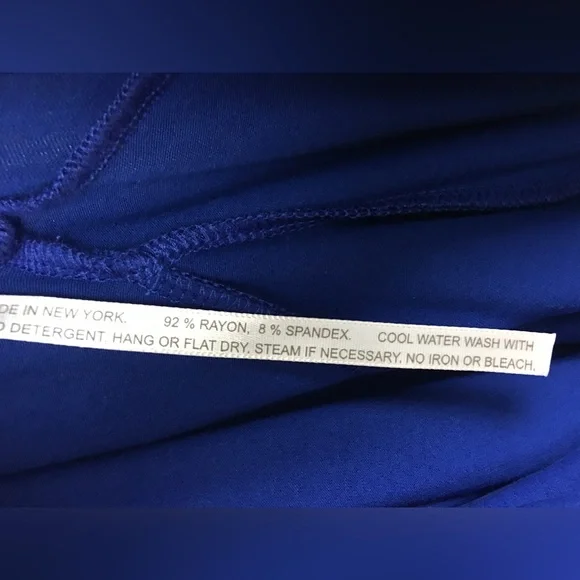 DE IN NEW YORK. 92 % RAYON, 8 % SPANDEX. COOL WATER WASH WITH
D DETERGENT. HANG OR FLAT DRY. STEAM IF NECESSARY. NO IRON OR BLEACH.